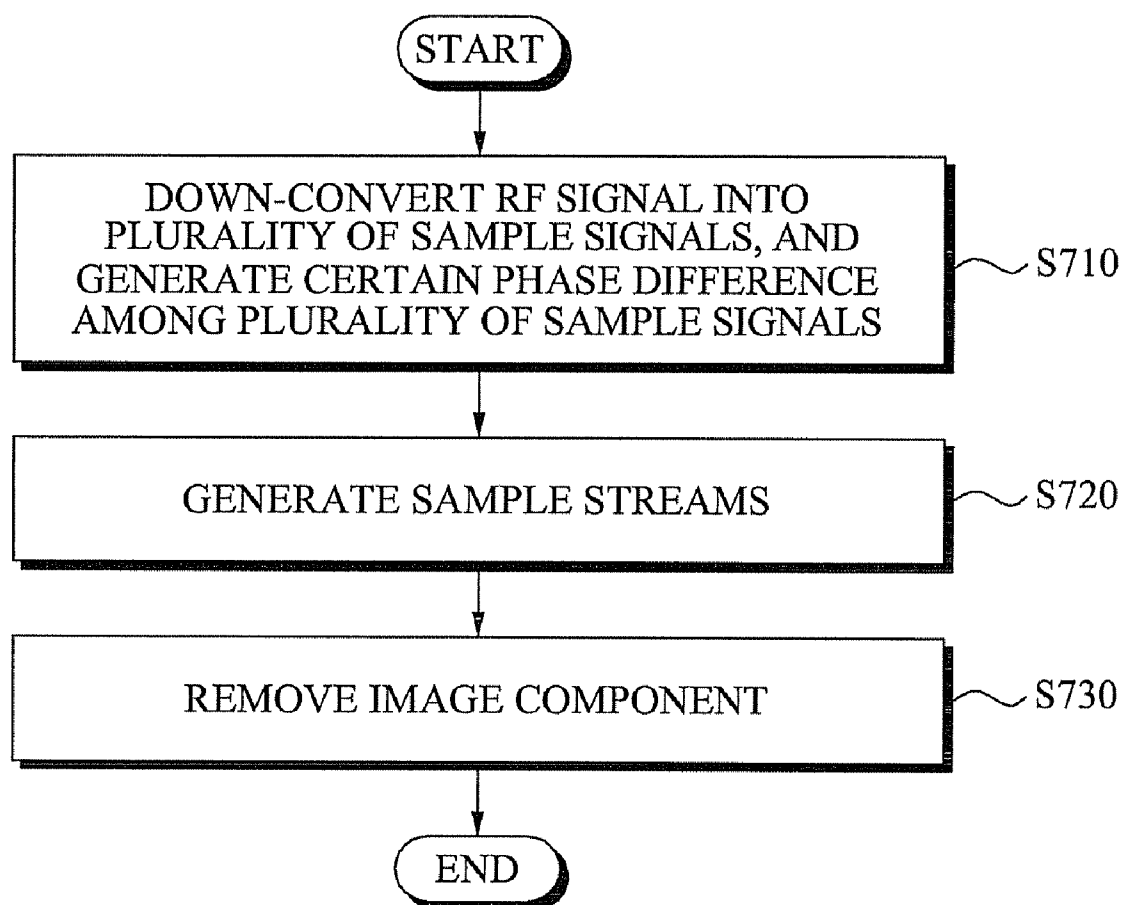 START
DOWN-CONVERT RF SIGNAL INTO
PLURALITY OF SAMPLE SIGNALS, AND
GENERATE CERTAIN PHASE DIFFERENCE
AMONG PLURALITY OF SAMPLE SIGNALS
S710
GENERATE SAMPLE STREAMS
S720
REMOVE IMAGE COMPONENT
S730
END